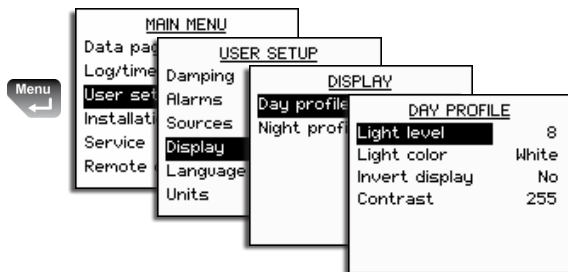 MAIN MENU
Data pag
Log/time
User set
Installati
Service
Remote
USER SETUP
Damping
Alarms
Sources
Display
Language
Units
DISPLAY
Day profile
Night profi
DAY PROFILE
Light level 8
Light color White
Invert display No
Contrast 255
Menu